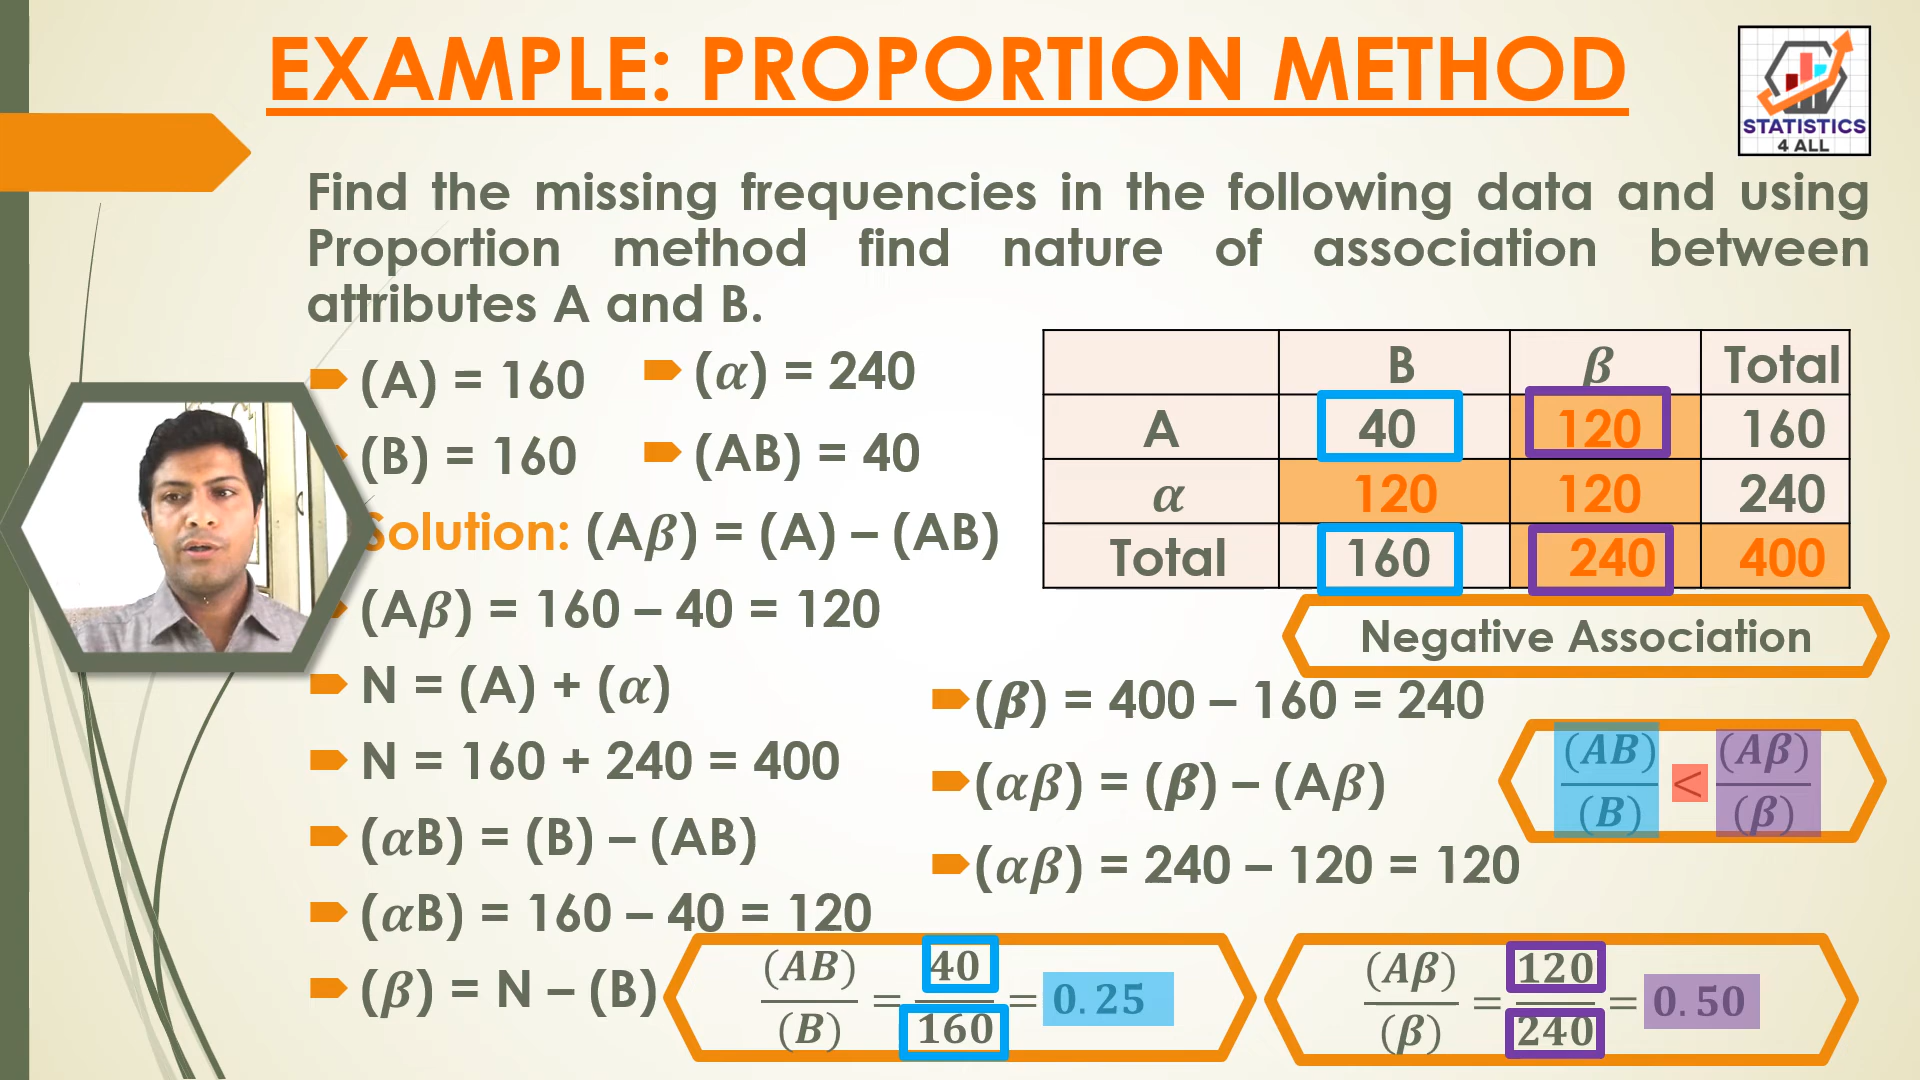 EXAMPLE: PROPORTION METHOD
STATISTICS
4 ALL
Find the missing frequencies in the following data and using
Proportion method find nature of association between
attributes A and B.
(A) = 160
(α) = 240
(B) = 160
(AB) = 40
Solution: (Aβ) = (A) – (AB)
(Aβ) = 160 – 40 = 120
N = (A) + (α)
N = 160 + 240 = 400
(αB) = (B) – (AB)
(αB) = 160 – 40 = 120
(β) = N – (B)
B β Total
A 40 120 160
α 120 120 240
Total 160 240 400
Negative Association
(β) = 400 – 160 = 240
(αβ) = (β) – (Aβ)
(αβ) = 240 – 120 = 120
(AB)/(B) < (Aβ)/(β)
(AB)/(B) = 40/160 = 0.25
(Aβ)/(β) = 120/240 = 0.50